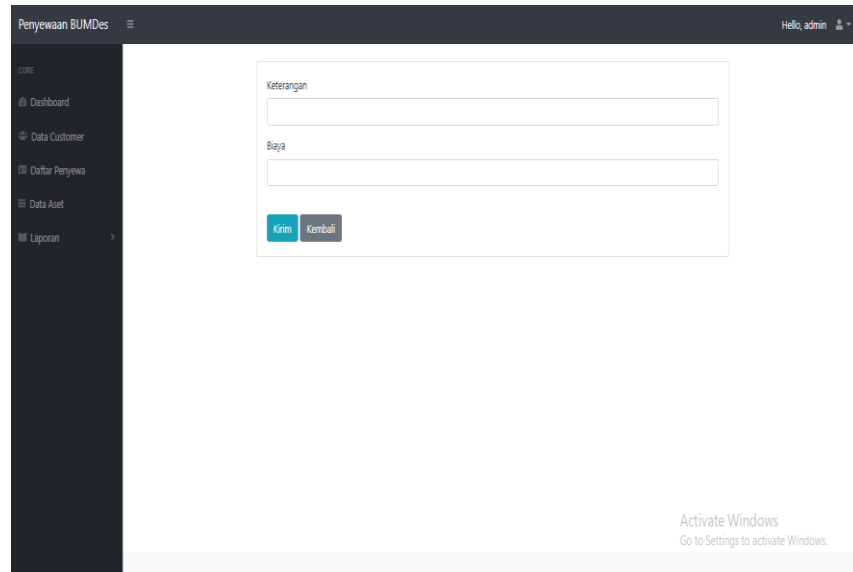 Penyewaan BUMDes
Hello, admin
CORE
Dashboard
Data Customer
Daftar Penyewa
Data Aset
Laporan
Keterangan
Biaya
Kirim Kembali
Activate Windows
Go to Settings to activate Windows.